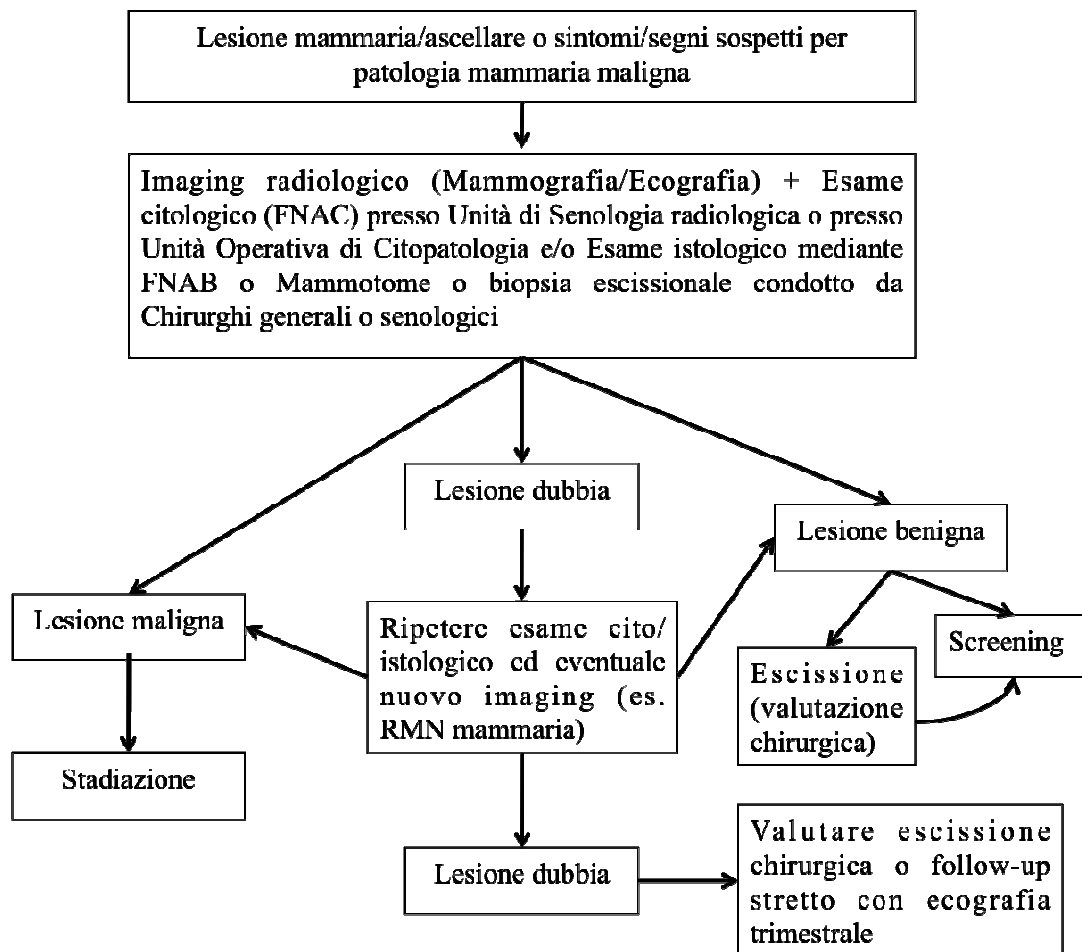 Lesione mammaria/ascellare o sintomi/segni sospetti per
patologia mammaria maligna
Imaging radiologico (Mammografia/Ecografia) + Esame
citologico (FNAC) presso Unità di Senologia radiologica o presso
Unità Operativa di Citopatologia e/o Esame istologico mediante
FNAB o Mammotome o biopsia escissionale condotto da
Chirurghi generali o senologici
Lesione dubbia
Lesione benigna
Lesione maligna
Ripetere esame cito/
istologico ed eventuale
nuovo imaging (es.
RMN mammaria)
Screening
Escissione
(valutazione
chirurgica)
Stadiazione
Lesione dubbia
Valutare escissione
chirurgica o follow-up
stretto con ecografia
trimestrale